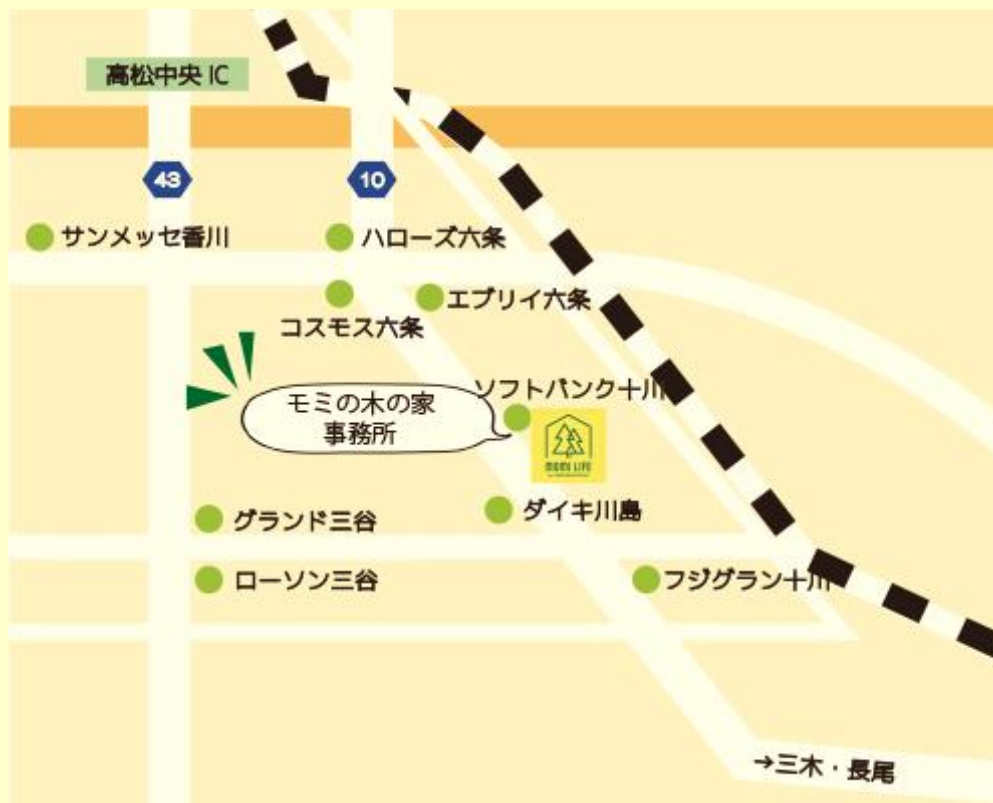 高松中央 IC
43
10
サンメッセ香川
ハローズ六条
コスモス六条
エブリイ六条
ソフトバンク十川
モミの木の家
事務所
MOMI LIFE
ダイキ川島
グランド三谷
ローソン三谷
フジグラン十川
→三木・長尾